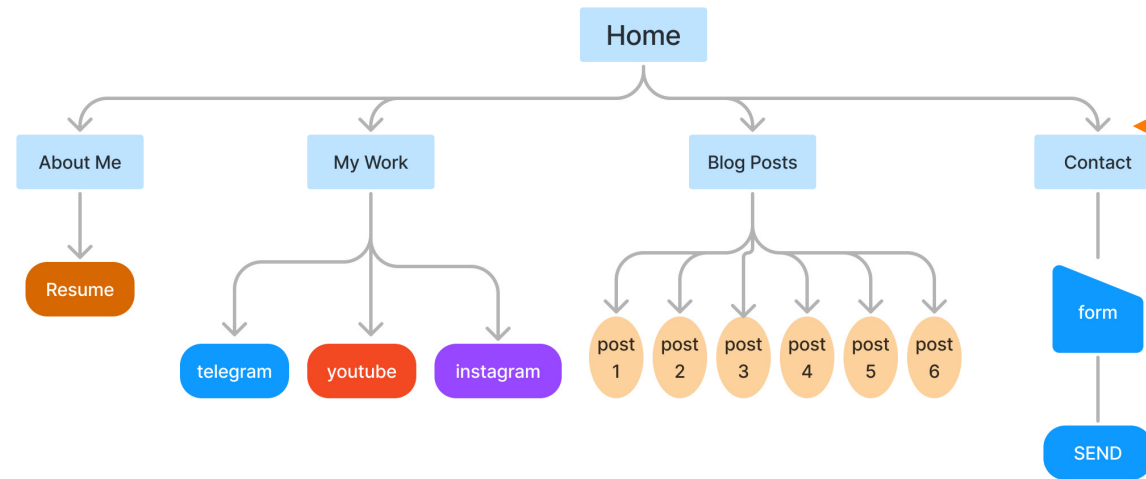 Home
About Me
My Work
Blog Posts
Contact
Resume
telegram
youtube
instagram
post
1
post
2
post
3
post
4
post
5
post
6
form
SEND